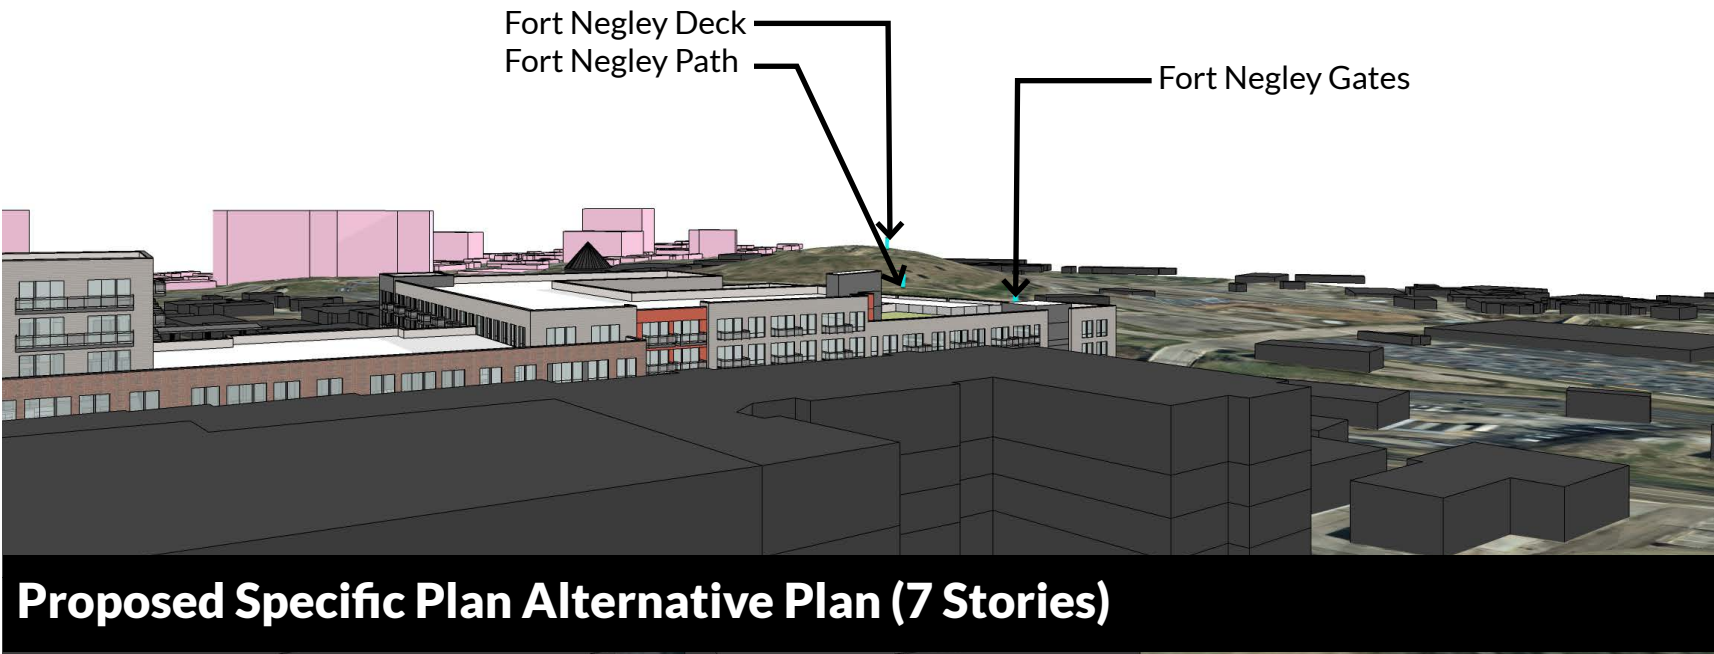 Fort Negley Deck
Fort Negley Path
Fort Negley Gates
Proposed Specific Plan Alternative Plan (7 Stories)